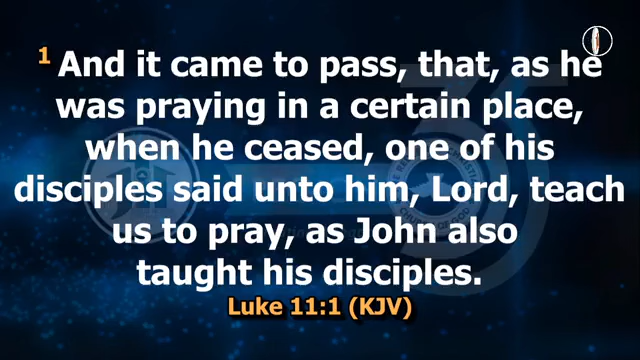 1 And it came to pass, that, as he
was praying in a certain place,
when he ceased, one of his
disciples said unto him, Lord, teach
us to pray, as John also
taught his disciples.
Luke 11:1 (KJV)